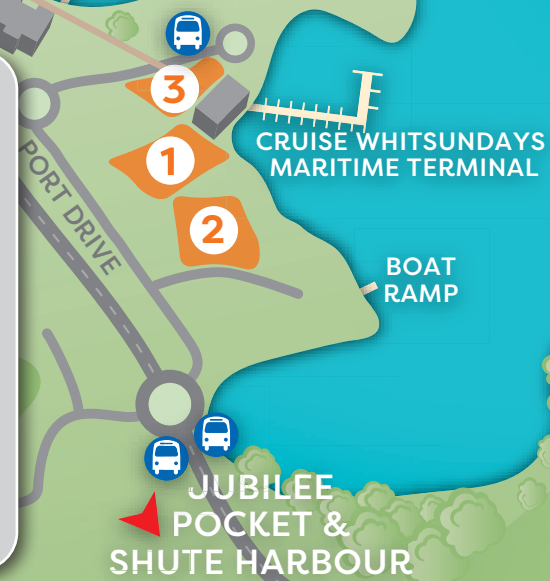 3
CRUISE WHITSUNDAYS
MARITIME TERMINAL
1
PORT DRIVE
2
BOAT
RAMP
JUBILEE
POCKET &
SHUTE HARBOUR